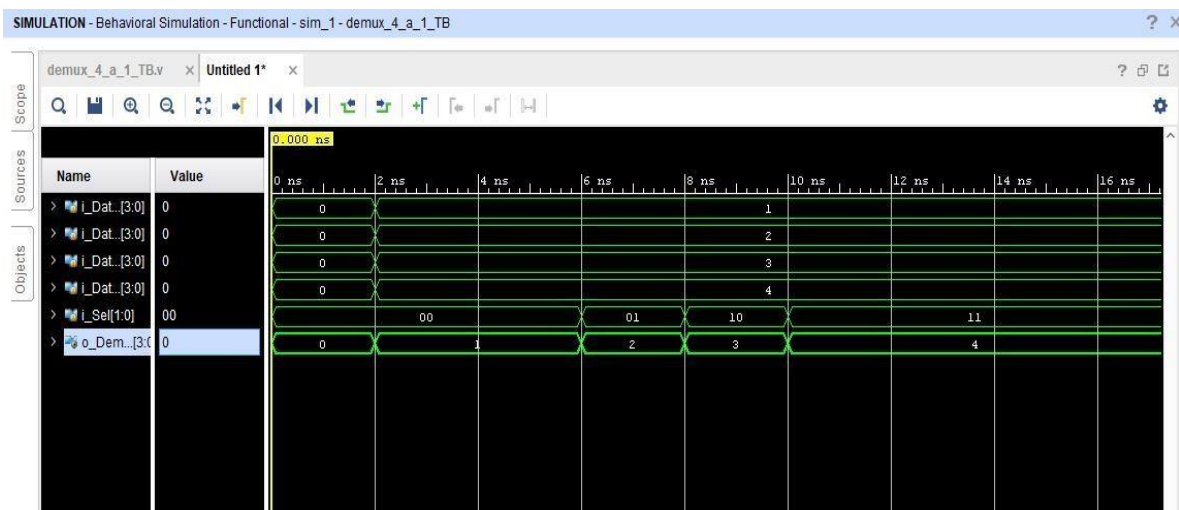 SIMULATION - Behavioral Simulation - Functional - sim_1 - demux_4_a_1_TB
demux_4_a_1_TB.v
Untitled 1*
Scope
Sources
Objects
0.000 ns
Name Value
0 ns 2 ns 4 ns 6 ns 8 ns 10 ns 12 ns 14 ns 16 ns
i_Dat...[3:0] 0 0 1
i_Dat...[3:0] 0 0 2
i_Dat...[3:0] 0 0 3
i_Dat...[3:0] 0 0 4
i_Sel[1:0] 00 00 01 10 11
o_Dem...[3:0 0 0 1 2 3 4